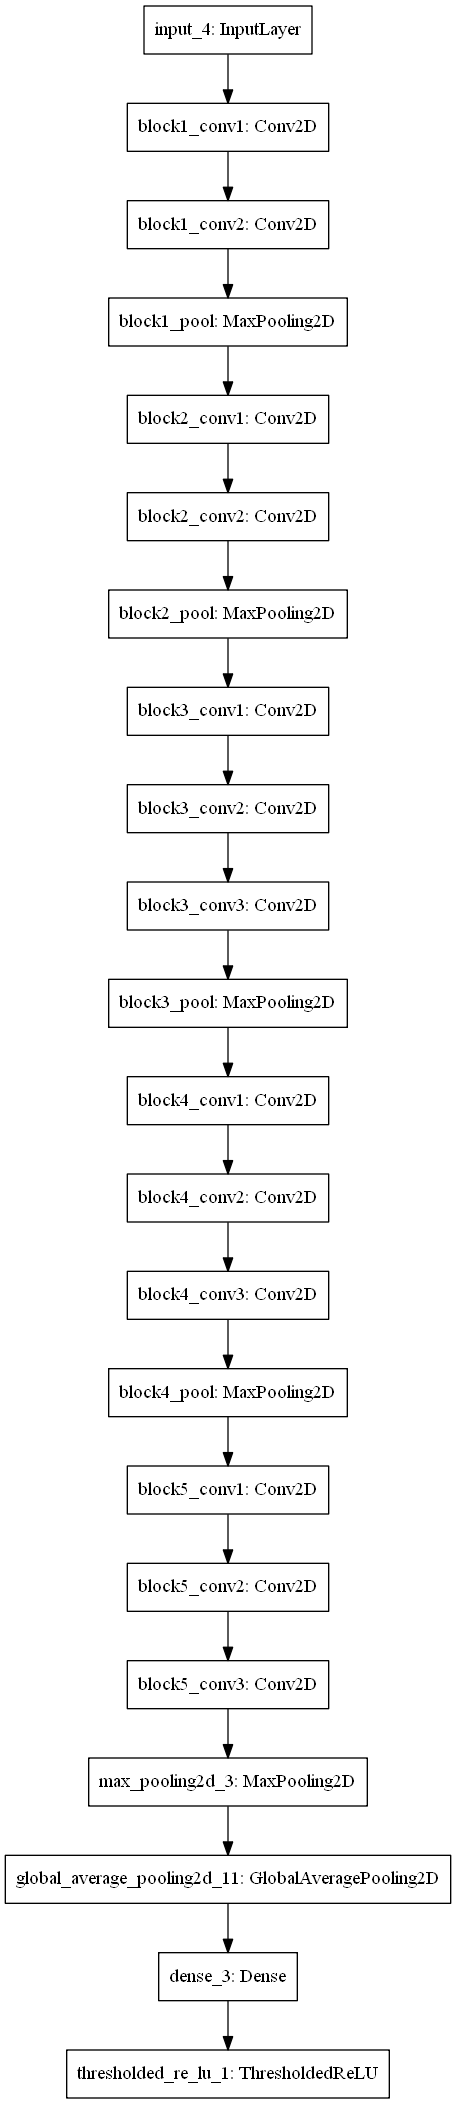 input_4: InputLayer
block1_conv1: Conv2D
block1_conv2: Conv2D
block1_pool: MaxPooling2D
block2_conv1: Conv2D
block2_conv2: Conv2D
block2_pool: MaxPooling2D
block3_conv1: Conv2D
block3_conv2: Conv2D
block3_conv3: Conv2D
block3_pool: MaxPooling2D
block4_conv1: Conv2D
block4_conv2: Conv2D
block4_conv3: Conv2D
block4_pool: MaxPooling2D
block5_conv1: Conv2D
block5_conv2: Conv2D
block5_conv3: Conv2D
max_pooling2d_3: MaxPooling2D
global_average_pooling2d_11: GlobalAveragePooling2D
dense_3: Dense
thresholded_re_lu_1: ThresholdedReLU